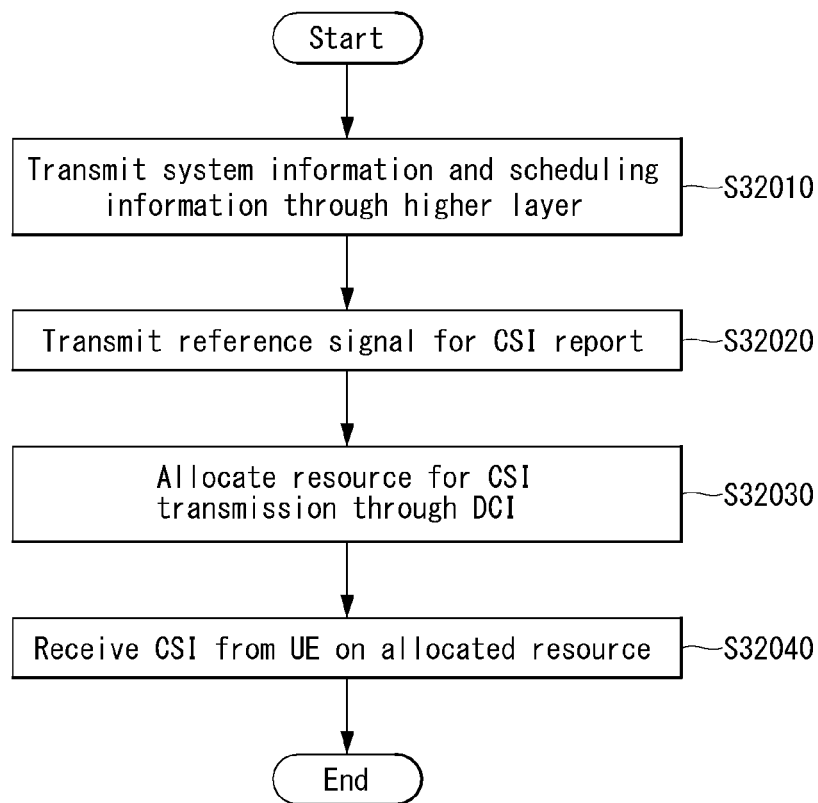 Start
Transmit system information and scheduling
information through higher layer
S32010
Transmit reference signal for CSI report
S32020
Allocate resource for CSI
transmission through DCI
S32030
Receive CSI from UE on allocated resource
S32040
End